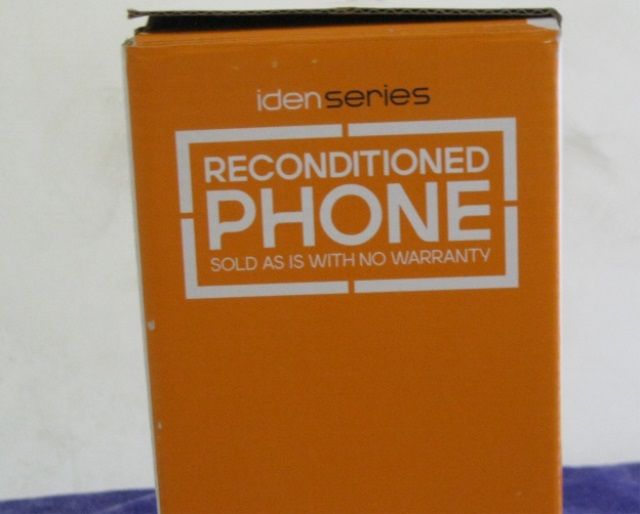 idenseries
RECONDITIONED
PHONE
SOLD AS IS WITH NO WARRANTY